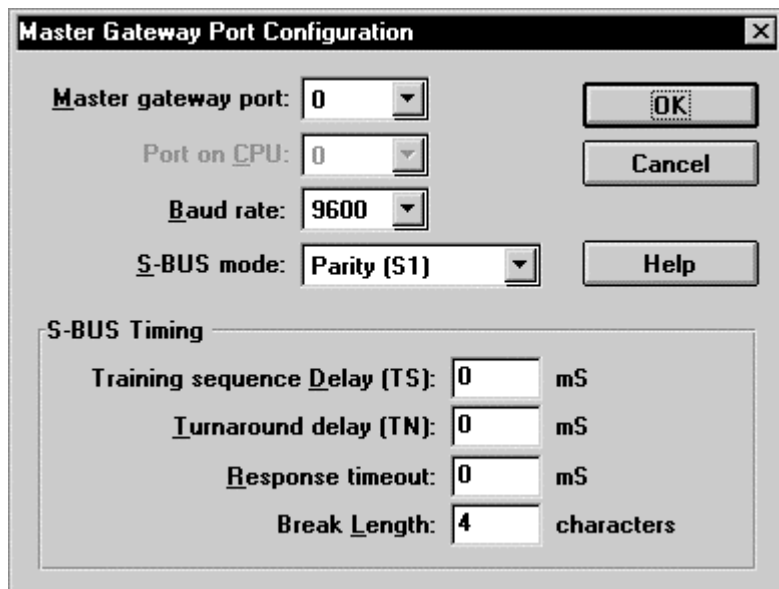 Master Gateway Port Configuration
Master gateway port: 0
OK
Port on CPU: 0
Cancel
Baud rate: 9600
S-BUS mode: Parity (S1)
Help
S-BUS Timing
Training sequence Delay (TS): 0 mS
Turnaround delay (TN): 0 mS
Response timeout: 0 mS
Break Length: 4 characters